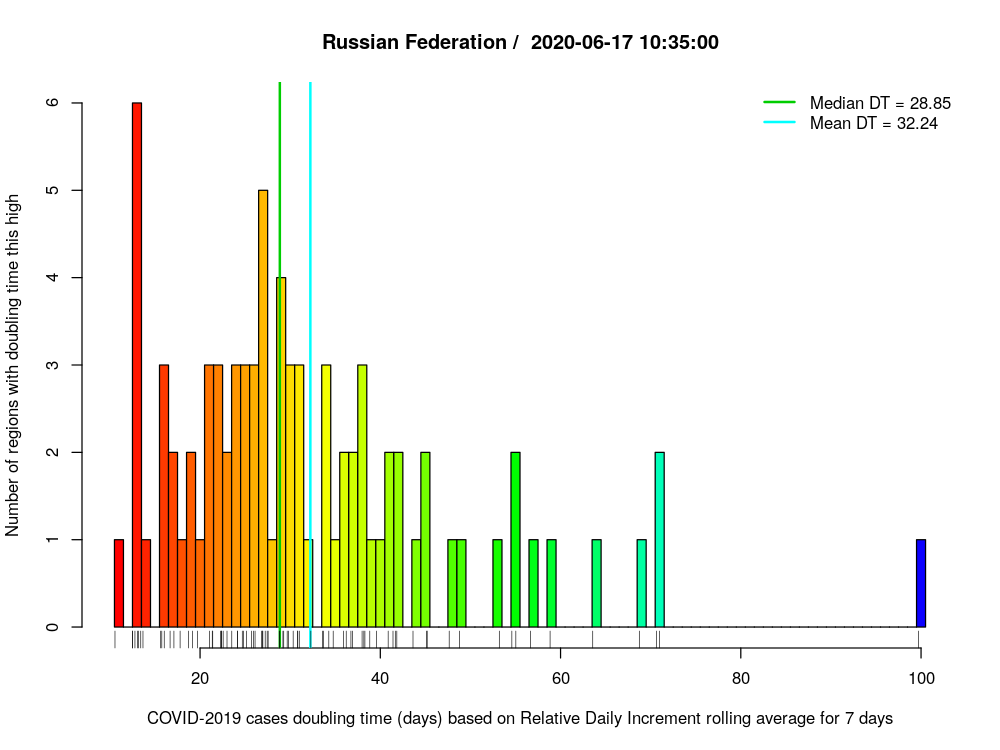 Russian Federation /  2020-06-17 10:35:00
Median DT = 28.85
Mean DT = 32.24
Number of regions with doubling time this high
6
5
4
3
2
1
0
20 40 60 80 100
COVID-2019 cases doubling time (days) based on Relative Daily Increment rolling average for 7 days